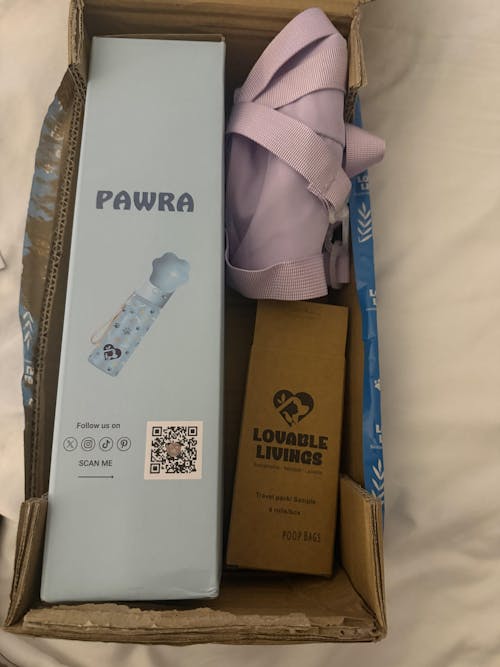 PAWRA
Follow us on
SCAN ME
LOVABLE
LIVINGS
Travel pack/ Sample
POOP BAGS